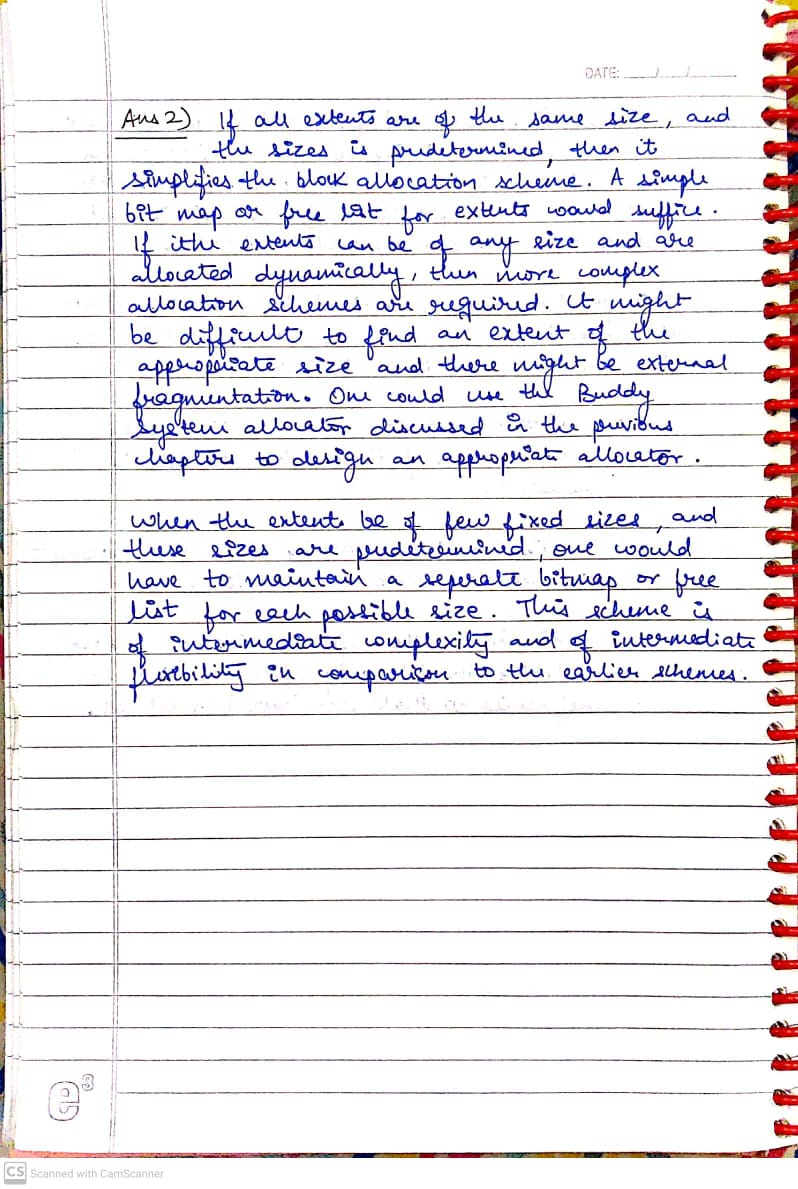 DATE: __/__/__
Ans 2) If all extents are of the same size, and
the sizes is predetermined, then it
simplifies the block allocation scheme. A simple
bit map or free list for extents would suffice.
If ithe extents can be of any size and are
allocated dynamically, then more complex
allocation schemes are required. It might
be difficult to find an extent of the
appropriate size and there might be external
fragmentation. One could use the Buddy
system allocator discussed in the previous
chapters to design an appropriate allocator.
When the extents be of few fixed sizes, and
these sizes are predetermined, one would
have to maintain a seperate bitmap or free
list for each possible size. This scheme is
of intermediate complexity and of intermediate
flexibility in comparison to the earlier schemes.
e³
CS Scanned with CamScanner